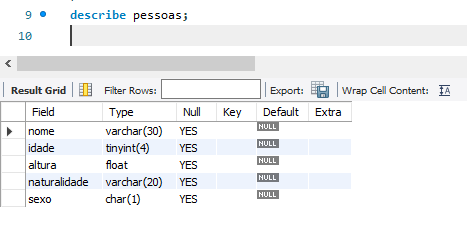 9 describe pessoas;
10
Result Grid Filter Rows: Export: Wrap Cell Content: IA
Field Type Null Key Default Extra
nome varchar(30) YES NULL
idade tinyint(4) YES NULL
altura float YES NULL
naturalidade varchar(20) YES NULL
sexo char(1) YES NULL